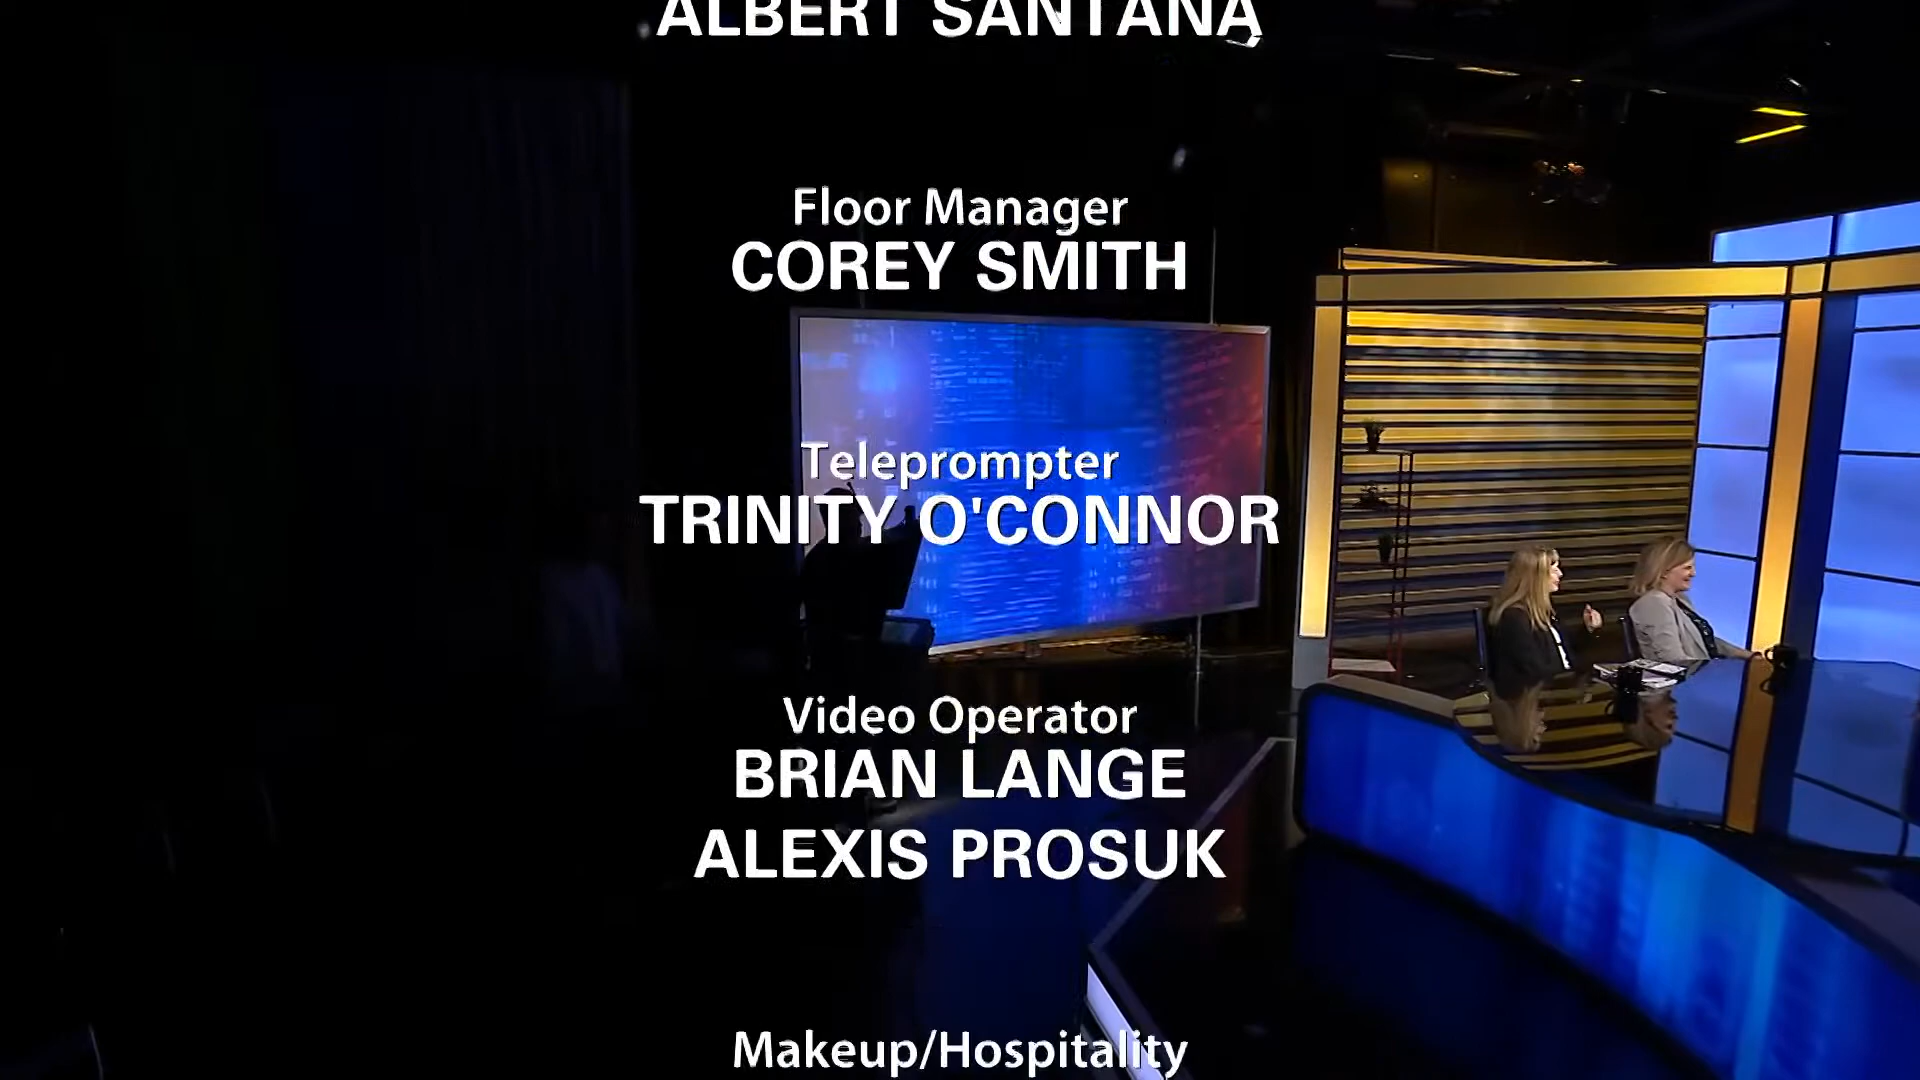 ALBERT SANTANA
Floor Manager
COREY SMITH
Teleprompter
TRINITY O'CONNOR
Video Operator
BRIAN LANGE
ALEXIS PROSUK
Makeup/Hospitality